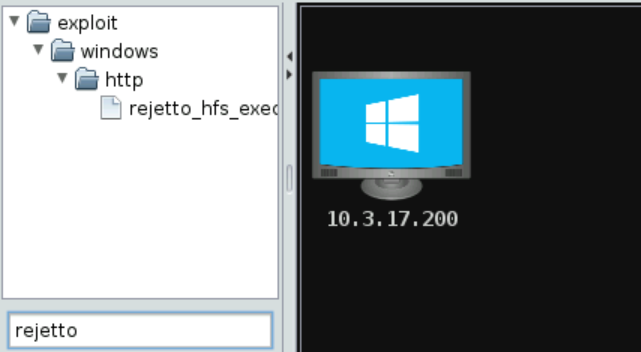 exploit
windows
http
rejetto_hfs_exec
10.3.17.200
rejetto